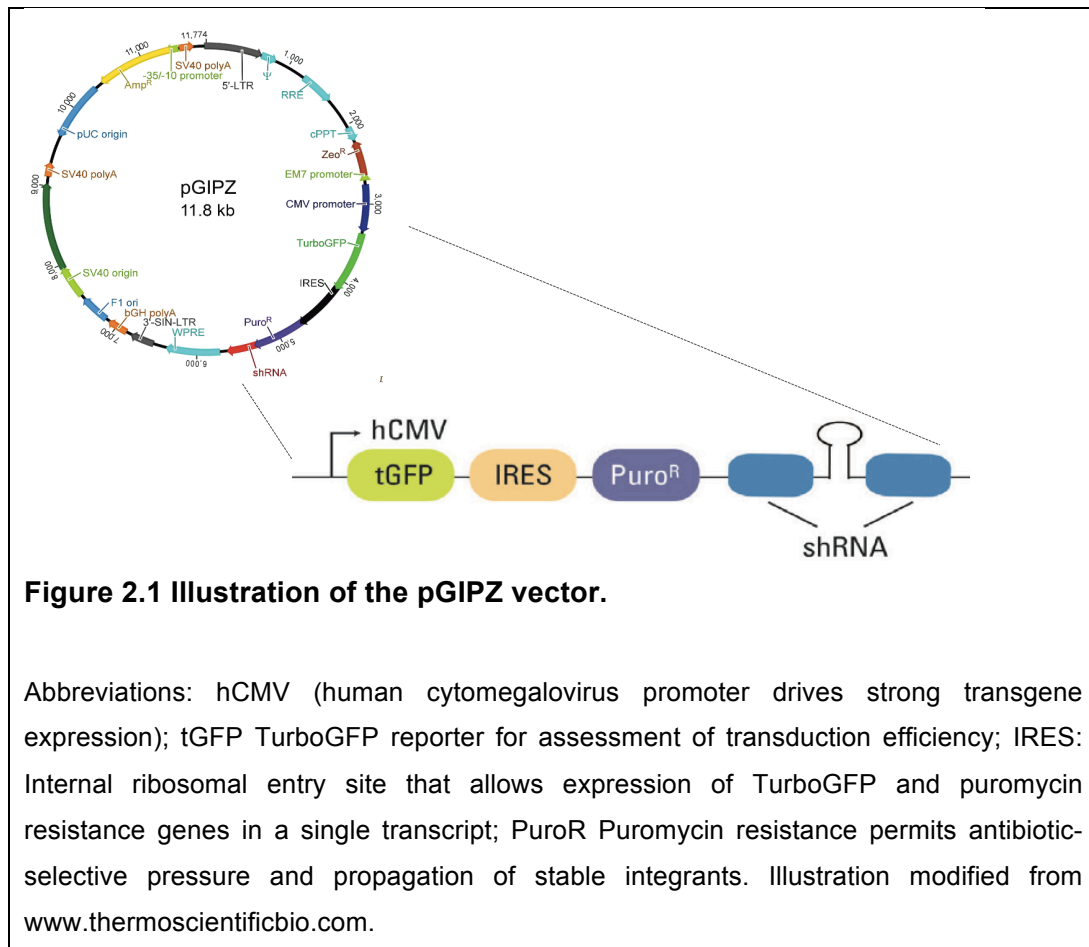 11,774
SV40 polyA
5'-LTR
Ψ
1,000
RRE
2,000
cPPT
Zeo^R
EM7 promoter
CMV promoter
3,000
TurboGFP
4,000
IRES
Puro^R
5,000
shRNA
6,000
WPRE
3'-SIN-LTR
7,000
bGH polyA
F1 ori
SV40 origin
8,000
9,000
SV40 polyA
pUC origin
10,000
Amp^R
-35/-10 promoter
11,000
pGIPZ
11.8 kb
hCMV
tGFP IRES Puro^R
shRNA
Figure 2.1 Illustration of the pGIPZ vector.
Abbreviations: hCMV (human cytomegalovirus promoter drives strong transgene
expression); tGFP TurboGFP reporter for assessment of transduction efficiency; IRES:
Internal ribosomal entry site that allows expression of TurboGFP and puromycin
resistance genes in a single transcript; PuroR Puromycin resistance permits antibiotic-
selective pressure and propagation of stable integrants. Illustration modified from
www.thermoscientificbio.com.